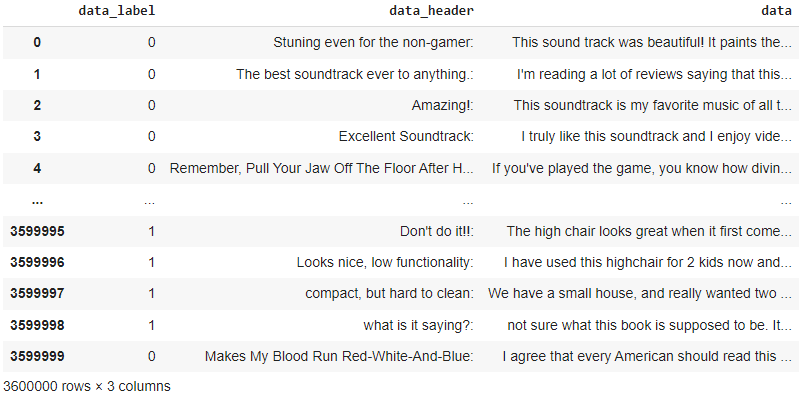 data_label data_header data
0 0 Stuning even for the non-gamer: This sound track was beautiful! It paints the...
1 0 The best soundtrack ever to anything.: I'm reading a lot of reviews saying that this...
2 0 Amazing!: This soundtrack is my favorite music of all t...
3 0 Excellent Soundtrack: I truly like this soundtrack and I enjoy vide...
4 0 Remember, Pull Your Jaw Off The Floor After H... If you've played the game, you know how divin...
... ... ... ...
3599995 1 Don't do it!!: The high chair looks great when it first come...
3599996 1 Looks nice, low functionality: I have used this highchair for 2 kids now and...
3599997 1 compact, but hard to clean: We have a small house, and really wanted two ...
3599998 1 what is it saying?: not sure what this book is supposed to be. It...
3599999 0 Makes My Blood Run Red-White-And-Blue: I agree that every American should read this ...
3600000 rows × 3 columns